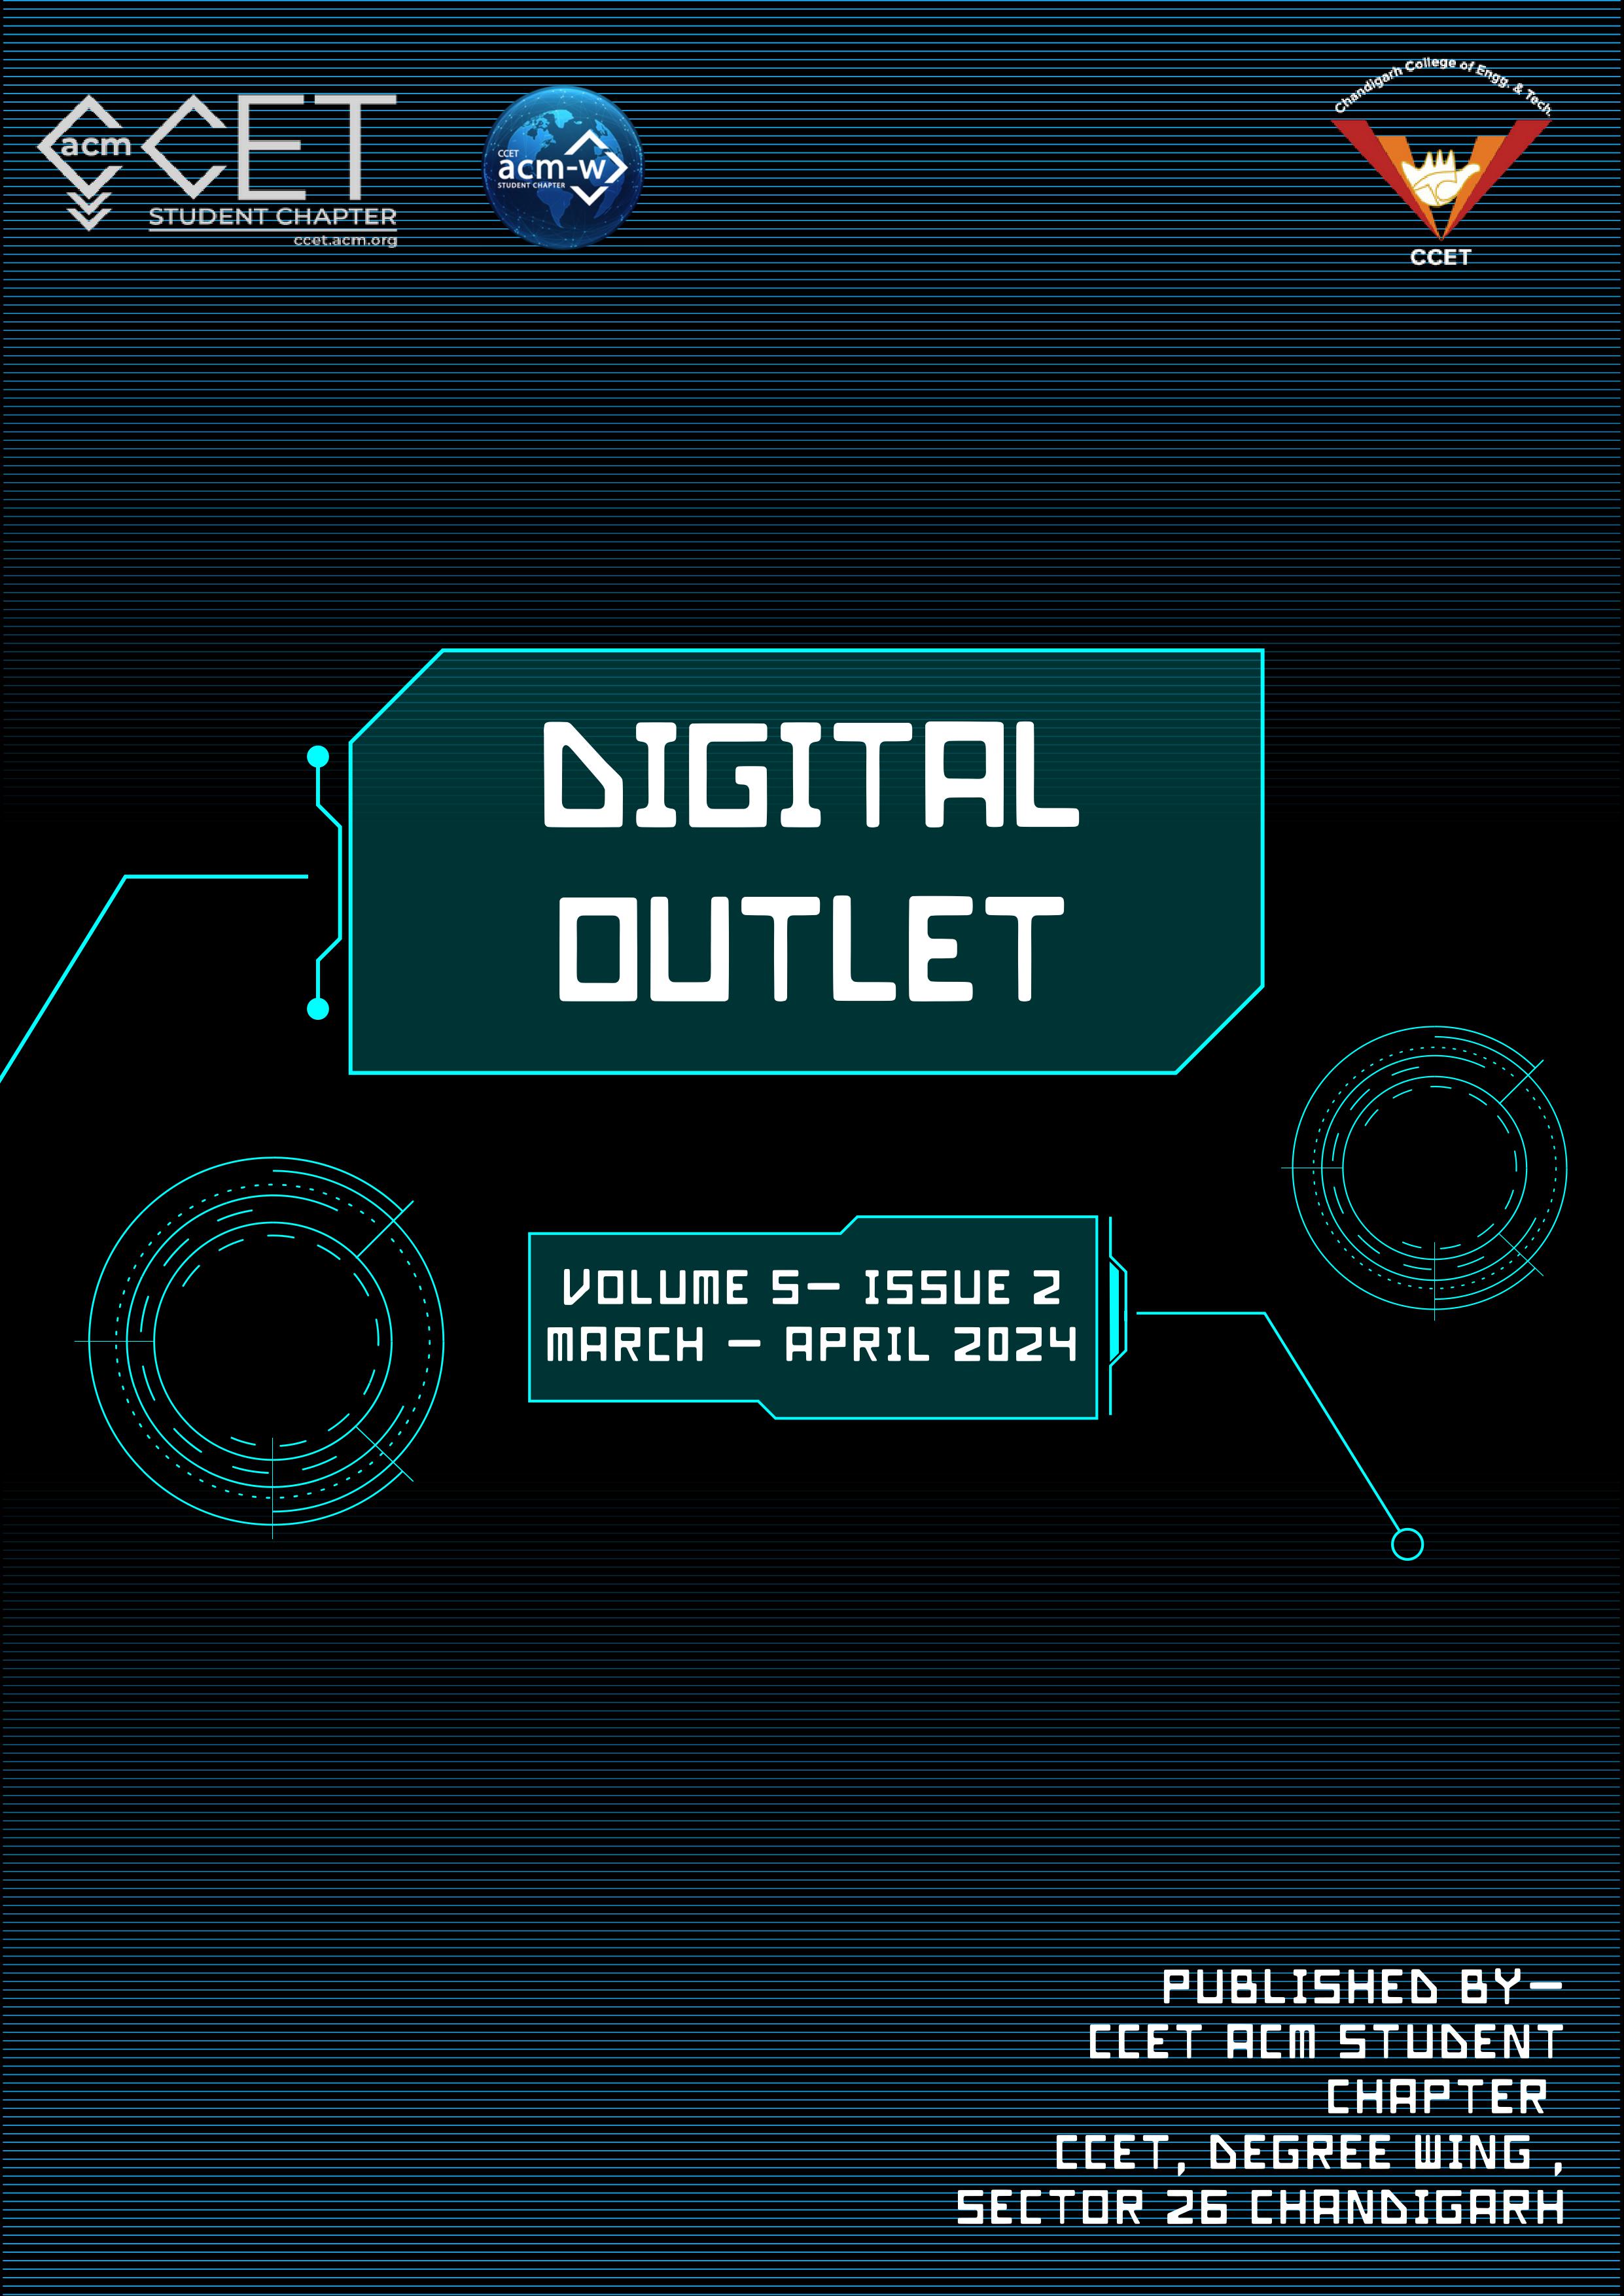 acm CCET
STUDENT CHAPTER
ccet.acm.org
CCET
acm-w
STUDENT CHAPTER
Chandigarh College of Engg. & Tech.
CCET
DIGITAL
OUTLET
VOLUME 5- ISSUE 2
MARCH - APRIL 2024
PUBLISHED BY-
CCET ACM STUDENT
CHAPTER
CCET, DEGREE WING ,
SECTOR 26 CHANDIGARH